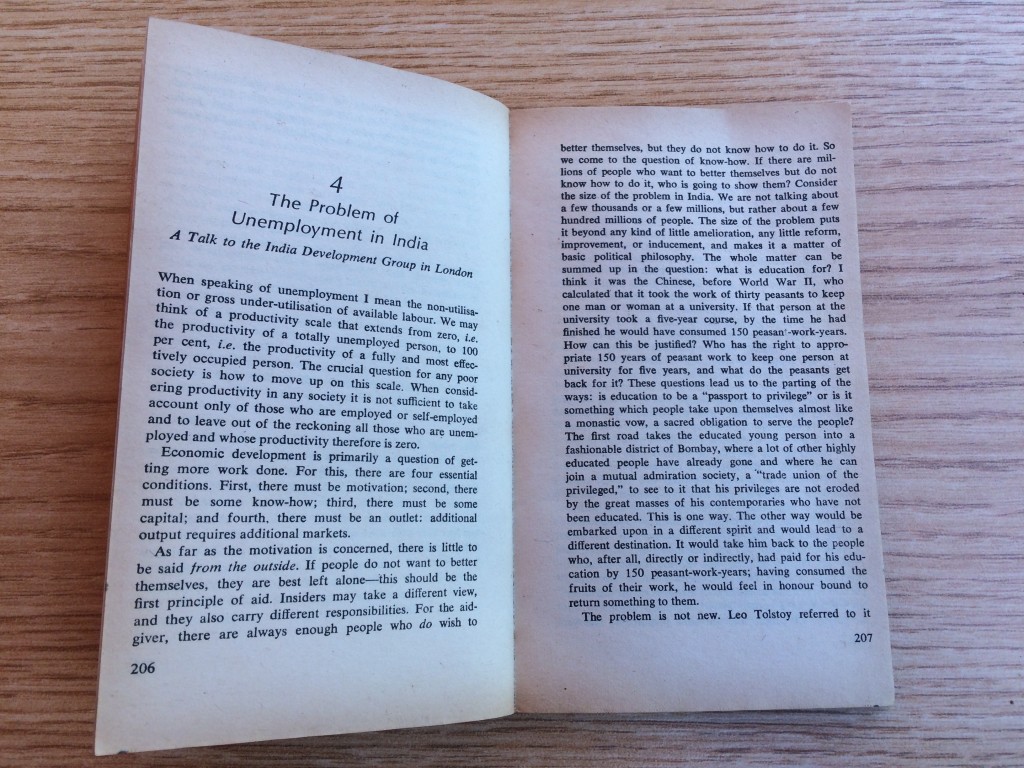 4
The Problem of
Unemployment in India
A Talk to the India Development Group in London
When speaking of unemployment I mean the non-utilisa-
tion or gross under-utilisation of available labour. We may
think of a productivity scale that extends from zero, i.e.
the productivity of a totally unemployed person, to 100
per cent, i.e. the productivity of a fully and most effec-
tively occupied person. The crucial question for any poor
society is how to move up on this scale. When consid-
ering productivity in any society it is not sufficient to take
account only of those who are employed or self-employed
and to leave out of the reckoning all those who are unem-
ployed and whose productivity therefore is zero.
Economic development is primarily a question of get-
ting more work done. For this, there are four essential
conditions. First, there must be motivation; second, there
must be some know-how; third, there must be some
capital; and fourth, there must be an outlet: additional
output requires additional markets.
As far as the motivation is concerned, there is little to
be said from the outside. If people do not want to better
themselves, they are best left alone—this should be the
first principle of aid. Insiders may take a different view,
and they also carry different responsibilities. For the aid-
giver, there are always enough people who do wish to
206
better themselves, but they do not know how to do it. So
we come to the question of know-how. If there are mil-
lions of people who want to better themselves but do not
know how to do it, who is going to show them? Consider
the size of the problem in India. We are not talking about
a few thousands or a few millions, but rather about a few
hundred millions of people. The size of the problem puts
it beyond any kind of little amelioration, any little reform,
improvement, or inducement, and makes it a matter of
basic political philosophy. The whole matter can be
summed up in the question: what is education for? I
think it was the Chinese, before World War II, who
calculated that it took the work of thirty peasants to keep
one man or woman at a university. If that person at the
university took a five-year course, by the time he had
finished he would have consumed 150 peasant-work-years.
How can this be justified? Who has the right to appro-
priate 150 years of peasant work to keep one person at
university for five years, and what do the peasants get
back for it? These questions lead us to the parting of the
ways: is education to be a "passport to privilege" or is it
something which people take upon themselves almost like
a monastic vow, a sacred obligation to serve the people?
The first road takes the educated young person into a
fashionable district of Bombay, where a lot of other highly
educated people have already gone and where he can
join a mutual admiration society, a "trade union of the
privileged," to see to it that his privileges are not eroded
by the great masses of his contemporaries who have not
been educated. This is one way. The other way would be
embarked upon in a different spirit and would lead to a
different destination. It would take him back to the people
who, after all, directly or indirectly, had paid for his edu-
cation by 150 peasant-work-years; having consumed the
fruits of their work, he would feel in honour bound to
return something to them.
The problem is not new. Leo Tolstoy referred to it
207